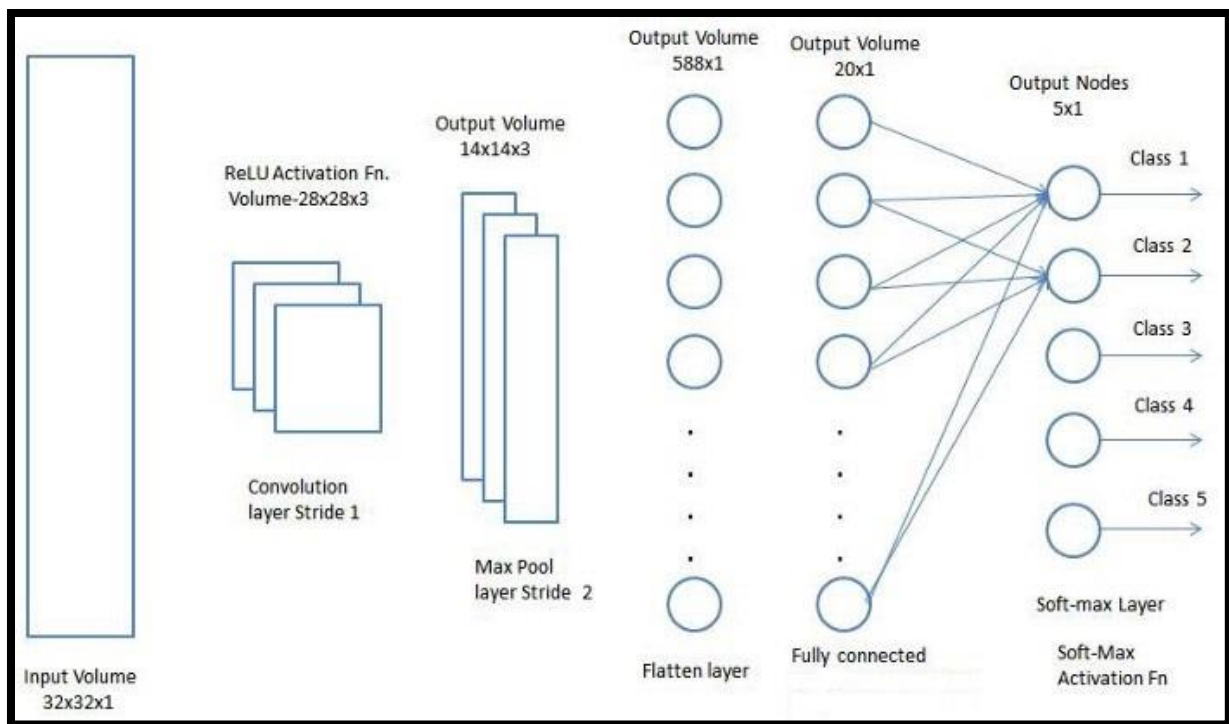 Input Volume
32x32x1
ReLU Activation Fn.
Volume-28x28x3
Convolution
layer Stride 1
Output Volume
14x14x3
Max Pool
layer Stride 2
Output Volume
588x1
Flatten layer
Output Volume
20x1
Fully connected
Output Nodes
5x1
Class 1
Class 2
Class 3
Class 4
Class 5
Soft-max Layer
Soft-Max
Activation Fn